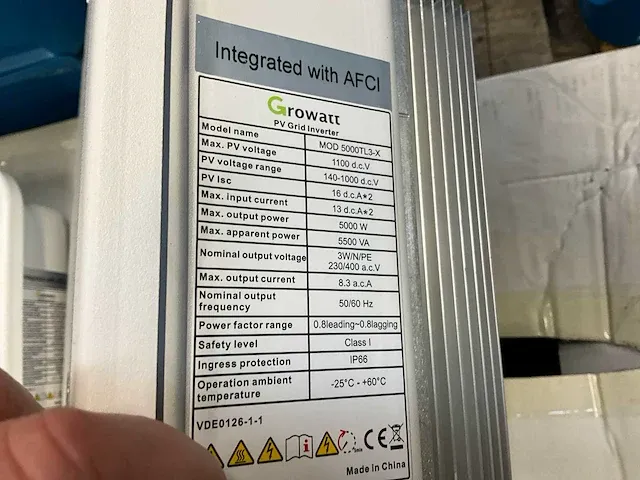 Integrated with AFCI
Growatt
PV Grid Inverter
Model name MOD 5000TL3-X
Max. PV voltage 1100 d.c.V
PV voltage range 140-1000 d.c.V
PV Isc 16 d.c.A*2
Max. input current 13 d.c.A*2
Max. output power 5000 W
Max. apparent power 5500 VA
Nominal output voltage 3W/N/PE
230/400 a.c.V
Max. output current 8.3 a.c.A
Nominal output
frequency 50/60 Hz
Power factor range 0.8leading~0.8lagging
Safety level Class I
Ingress protection IP66
Operation ambient
temperature -25°C - +60°C
VDE0126-1-1
CE
Made in China